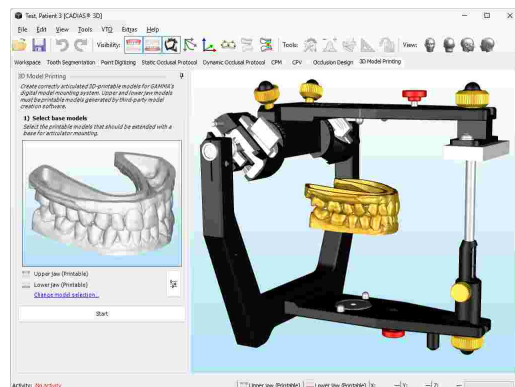 Test, Patient 3 [CADIAS® 3D]
File Edit View Tools VTO Extras Help
Visibility: Tools: View:
Workspace Tooth Segmentation Point Digitizing Static Occlusal Protocol Dynamic Occlusal Protocol CPM CPV Occlusion Design 3D Model Printing
3D Model Printing
Create correctly articulated 3D-printable models for GAMMA's
digital model mounting system. Upper and lower jaw models
must be printable models generated by third-party model
creation software.
1) Select base models
Select the printable models that should be extended with a
base for articulator mounting.
Upper jaw (Printable)
Lower jaw (Printable)
Change model selection...
Start
Activity: No activity
Upper jaw (Printable) Lower jaw (Printable) X: — Y: — Z: —